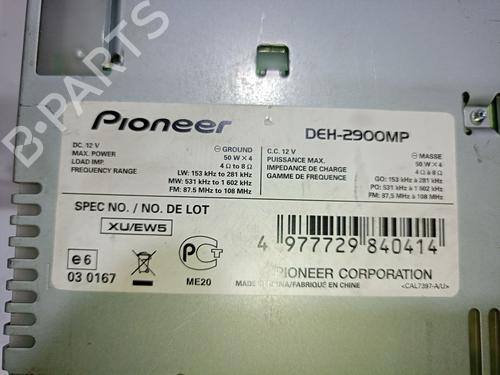 B-PARTS
Pioneer
DEH-2900MP
DC. 12 V ⊖ GROUND
MAX. POWER 50 W × 4
LOAD IMP. 4 Ω to 8 Ω
FREQUENCY RANGE LW: 153 kHz to 281 kHz
MW: 531 kHz to 1 602 kHz
FM: 87.5 MHz to 108 MHz
C.C. 12 V ⊖ MASSE
PUISSANCE MAX. 50 W × 4
IMPEDANCE DE CHARGE 4 Ω à 8 Ω
GAMME DE FREQUENCE GO: 153 kHz à 281 kHz
PO: 531 kHz à 1 602 kHz
FM: 87.5 MHz à 108 MHz
SPEC NO. / NO. DE LOT
XU/EW5
e6
03 0167
ME20
4 977729 840414
PIONEER CORPORATION
MADE IN CHINA/FABRIQUÉ EN CHINE
<CAL7397-A/U>